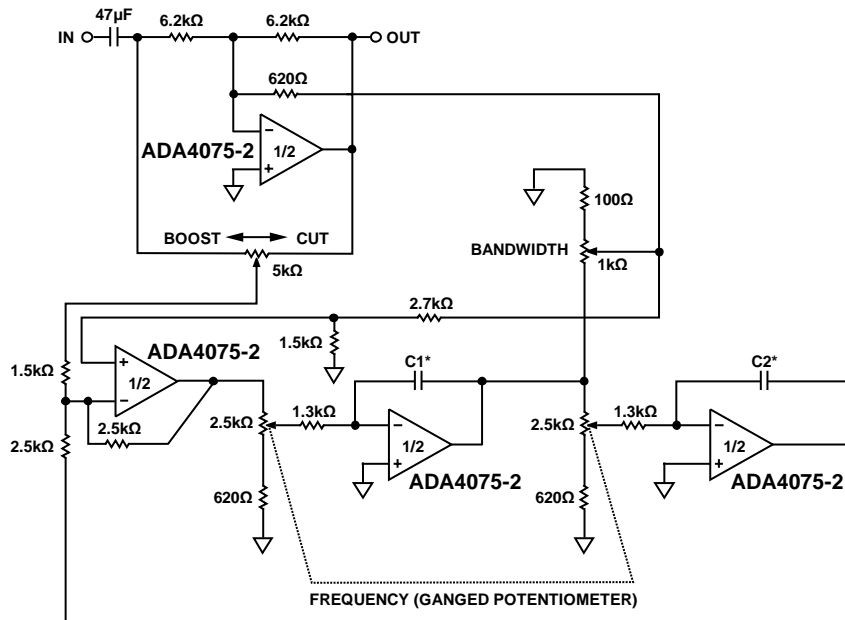 47µF
6.2kΩ
6.2kΩ
IN
OUT
620Ω
–
ADA4075-2
1/2
+
100Ω
BOOST
CUT
BANDWIDTH
5kΩ
1kΩ
2.7kΩ
ADA4075-2
1.5kΩ
C1*
C2*
1.5kΩ
+
1/2
–
2.5kΩ
2.5kΩ
2.5kΩ
1.3kΩ
–
1/2
+
2.5kΩ
1.3kΩ
–
1/2
+
620Ω
ADA4075-2
620Ω
ADA4075-2
FREQUENCY (GANGED POTENTIOMETER)